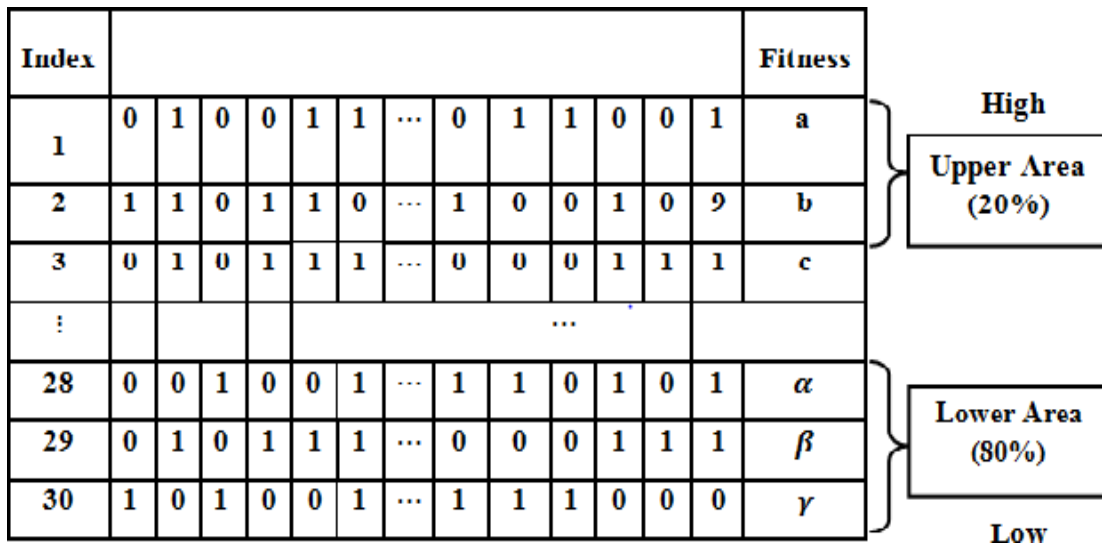 Index Fitness
1 0 1 0 0 1 1 ... 0 1 1 0 0 1 a
2 1 1 0 1 1 0 ... 1 0 0 1 0 9 b
3 0 1 0 1 1 1 ... 0 0 0 1 1 1 c
⋮ ...
28 0 0 1 0 0 1 ... 1 1 0 1 0 1 α
29 0 1 0 1 1 1 ... 0 0 0 1 1 1 β
30 1 0 1 0 0 1 ... 1 1 1 0 0 0 γ
High
Upper Area
(20%)
Lower Area
(80%)
Low